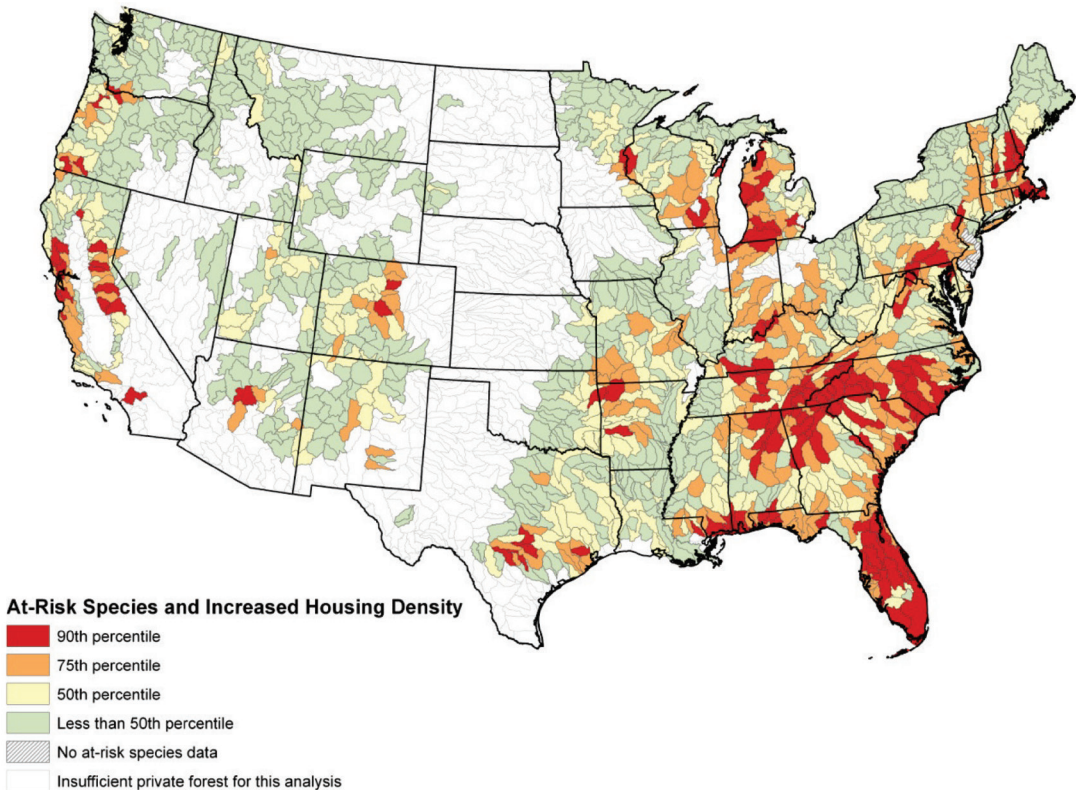 At-Risk Species and Increased Housing Density
90th percentile
75th percentile
50th percentile
Less than 50th percentile
No at-risk species data
Insufficient private forest for this analysis